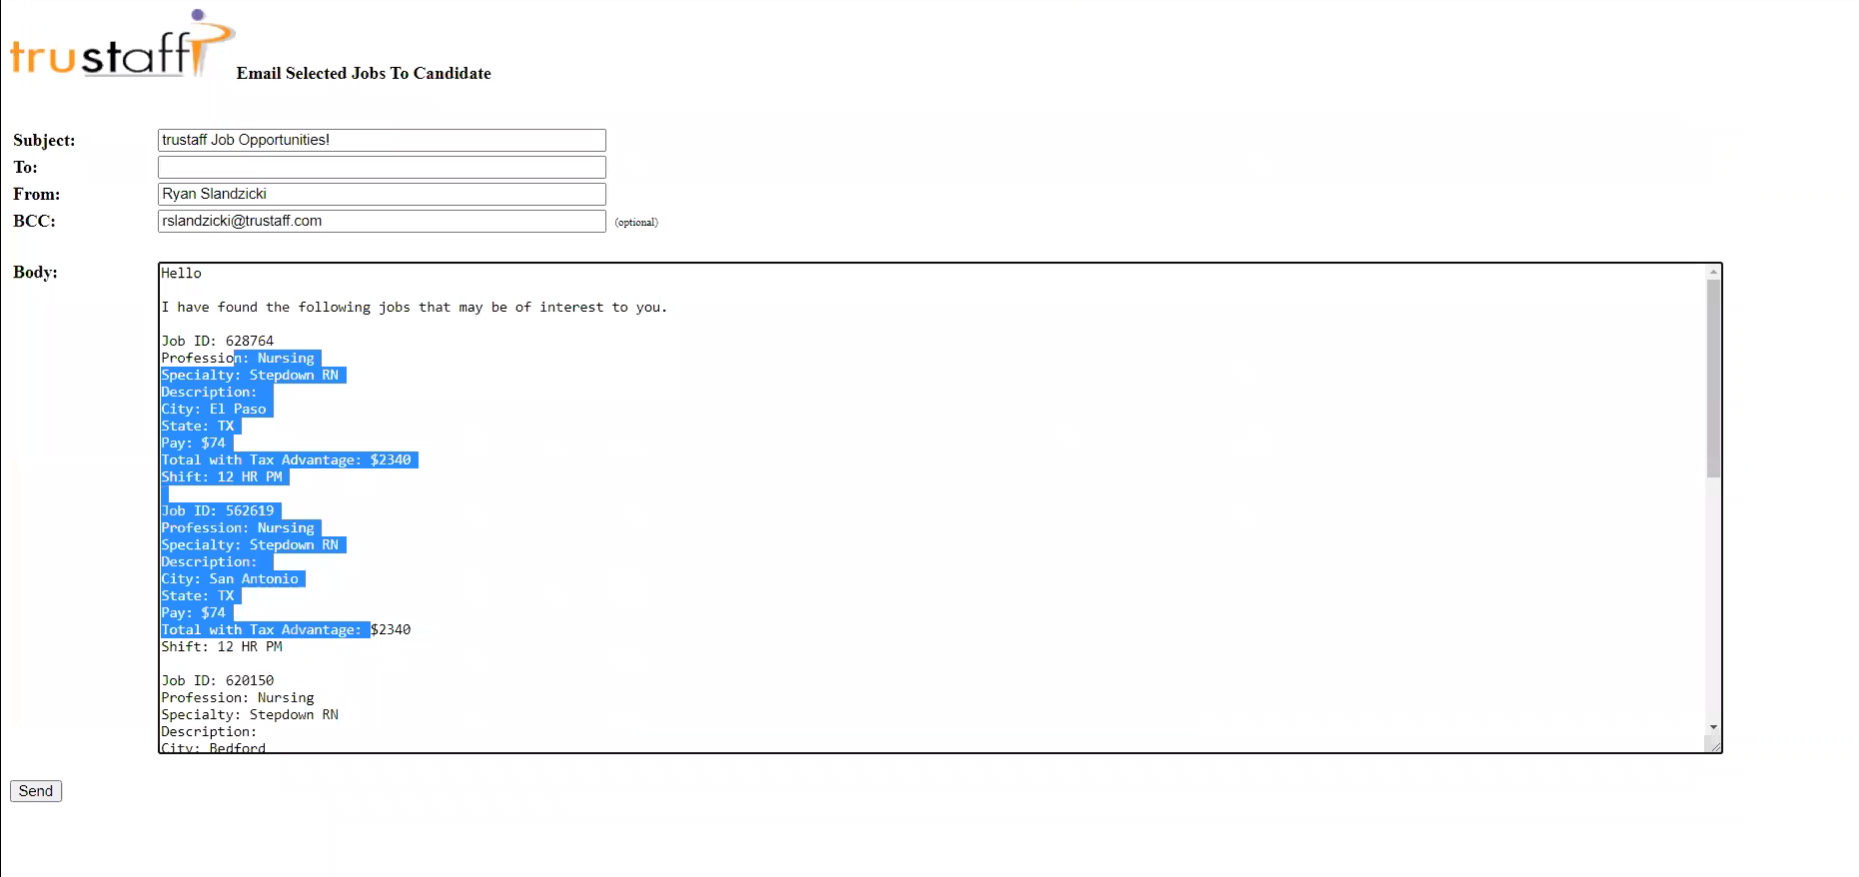 trustaff
Email Selected Jobs To Candidate
Subject: trustaff Job Opportunities!
To:
From: Ryan Slandzicki
BCC: rslandzicki@trustaff.com (optional)
Body:
Hello
I have found the following jobs that may be of interest to you.
Job ID: 628764
Profession: Nursing
Specialty: Stepdown RN
Description:
City: El Paso
State: TX
Pay: $74
Total with Tax Advantage: $2340
Shift: 12 HR PM
Job ID: 562619
Profession: Nursing
Specialty: Stepdown RN
Description:
City: San Antonio
State: TX
Pay: $74
Total with Tax Advantage: $2340
Shift: 12 HR PM
Job ID: 620150
Profession: Nursing
Specialty: Stepdown RN
Description:
City: Bedford
Send